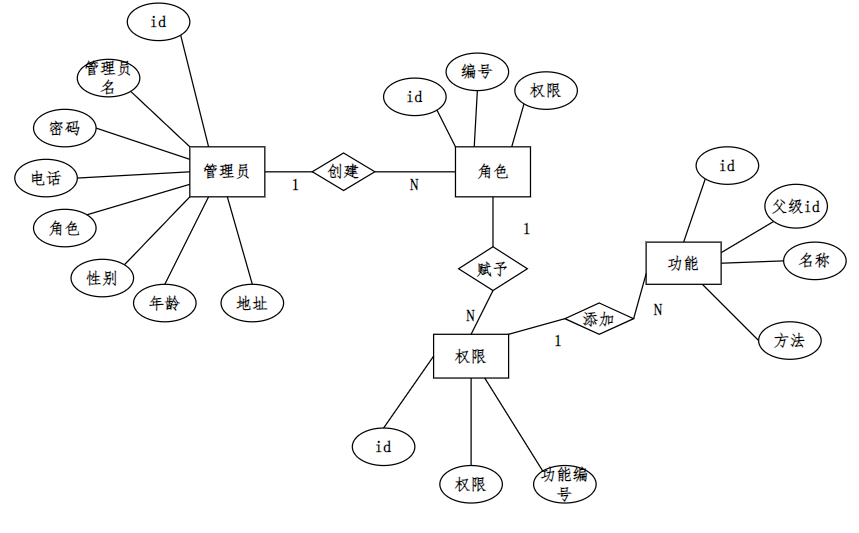 id
管理员
名
密码
电话
角色
性别
年龄
地址
管理员
1
创建
N
id
编号
权限
角色
1
赋予
N
权限
id
权限
功能编
号
1
添加
N
功能
id
父级id
名称
方法